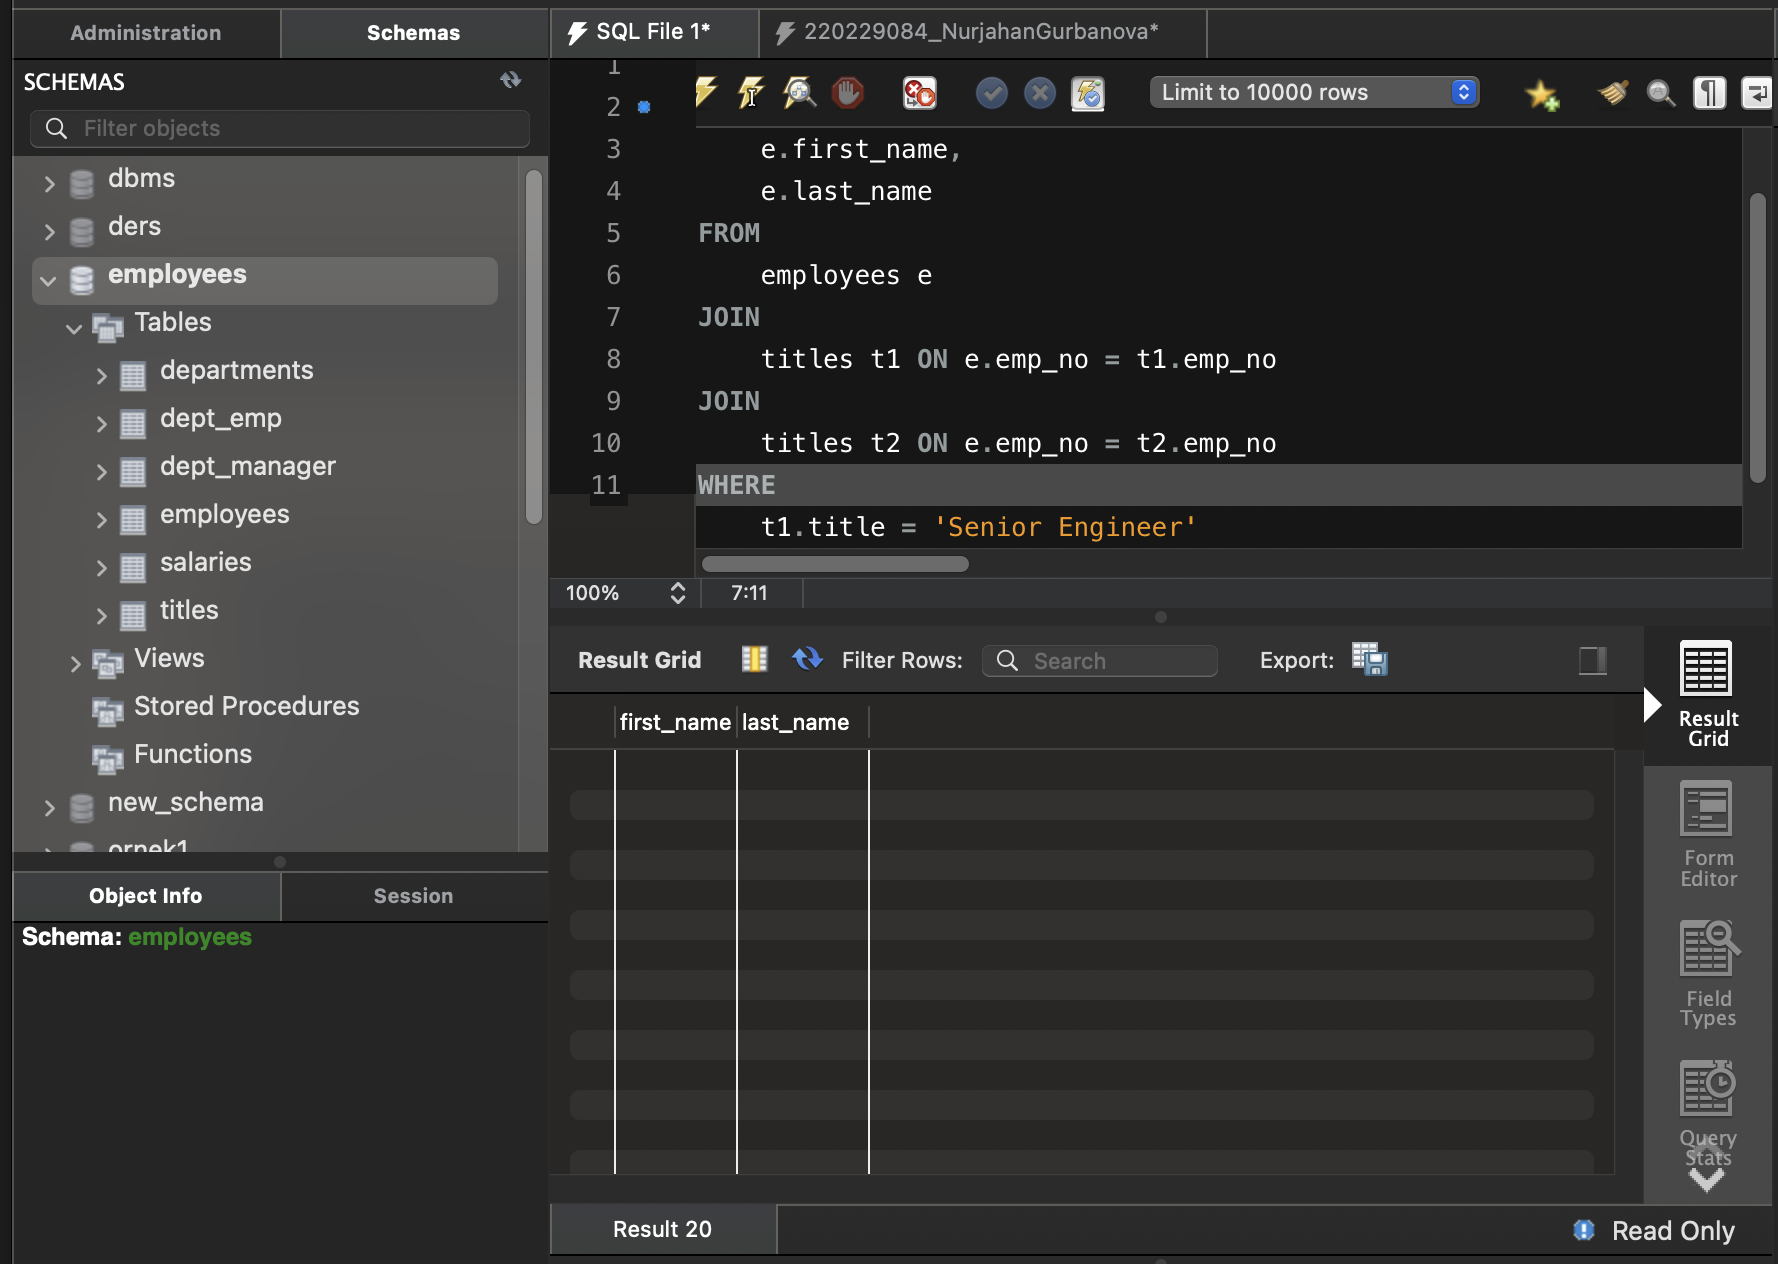 Administration
Schemas
SCHEMAS
Filter objects
dbms
ders
employees
Tables
departments
dept_emp
dept_manager
employees
salaries
titles
Views
Stored Procedures
Functions
new_schema
ornek1
Object Info
Session
Schema: employees
SQL File 1*
220229084_NurjahanGurbanova*
Limit to 10000 rows
1
2
3 e.first_name,
4 e.last_name
5 FROM
6 employees e
7 JOIN
8 titles t1 ON e.emp_no = t1.emp_no
9 JOIN
10 titles t2 ON e.emp_no = t2.emp_no
11 WHERE
t1.title = 'Senior Engineer'
100%
7:11
Result Grid
Filter Rows:
Search
Export:
first_name
last_name
Result
Grid
Form
Editor
Field
Types
Query
Stats
Result 20
Read Only